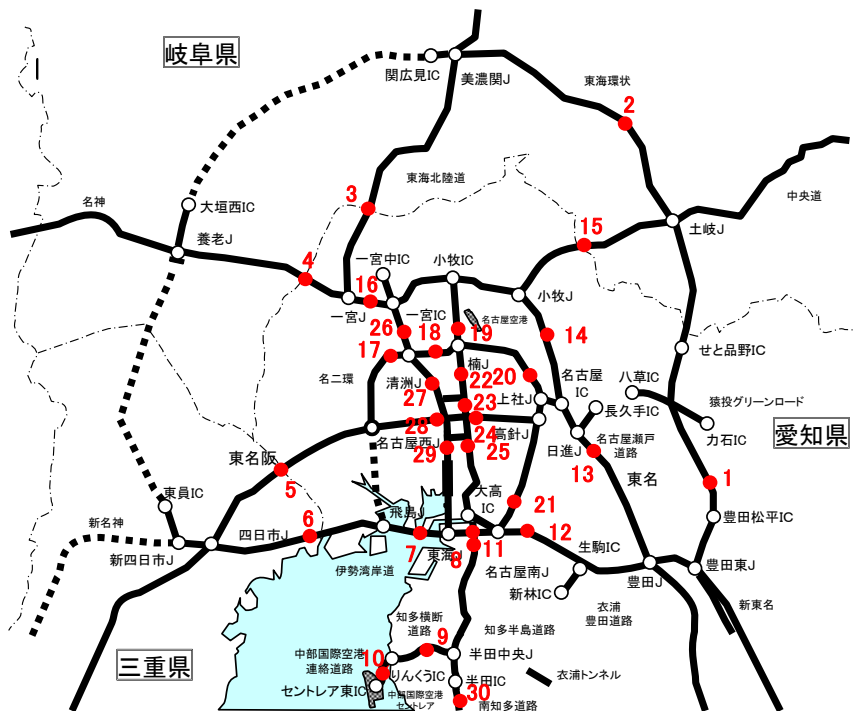 岐阜県
関広見IC
美濃関J
東海環状
2
3
東海北陸道
中央道
名神
大垣西IC
養老J
土岐J
15
4
一宮中IC
小牧IC
16
一宮J
一宮IC
小牧J
名古屋空港
26
18
19
14
17
楠J
せと品野IC
名二環
清洲J
22
20
名古屋
IC
八草IC
猿投グリーンロード
27
上社J
長久手IC
23
28
24
高針J
力石IC
愛知県
名古屋西J
29
25
日進J
名古屋瀬戸
道路
東名阪
13
東名
5
1
東員IC
大高
IC
21
新名神
6
飛島J
豊田松平IC
四日市J
7
東海J
8
11
12
生駒IC
新四日市J
伊勢湾岸道
名古屋南J
豊田J
豊田東J
新林IC
衣浦
豊田道路
新東名
知多横断
道路
9
知多半島道路
三重県
中部国際空港
連絡道路
10
りんくうIC
半田中央J
セントレア東IC
半田IC
衣浦トンネル
中部国際空港
セントレア
30
南知多道路